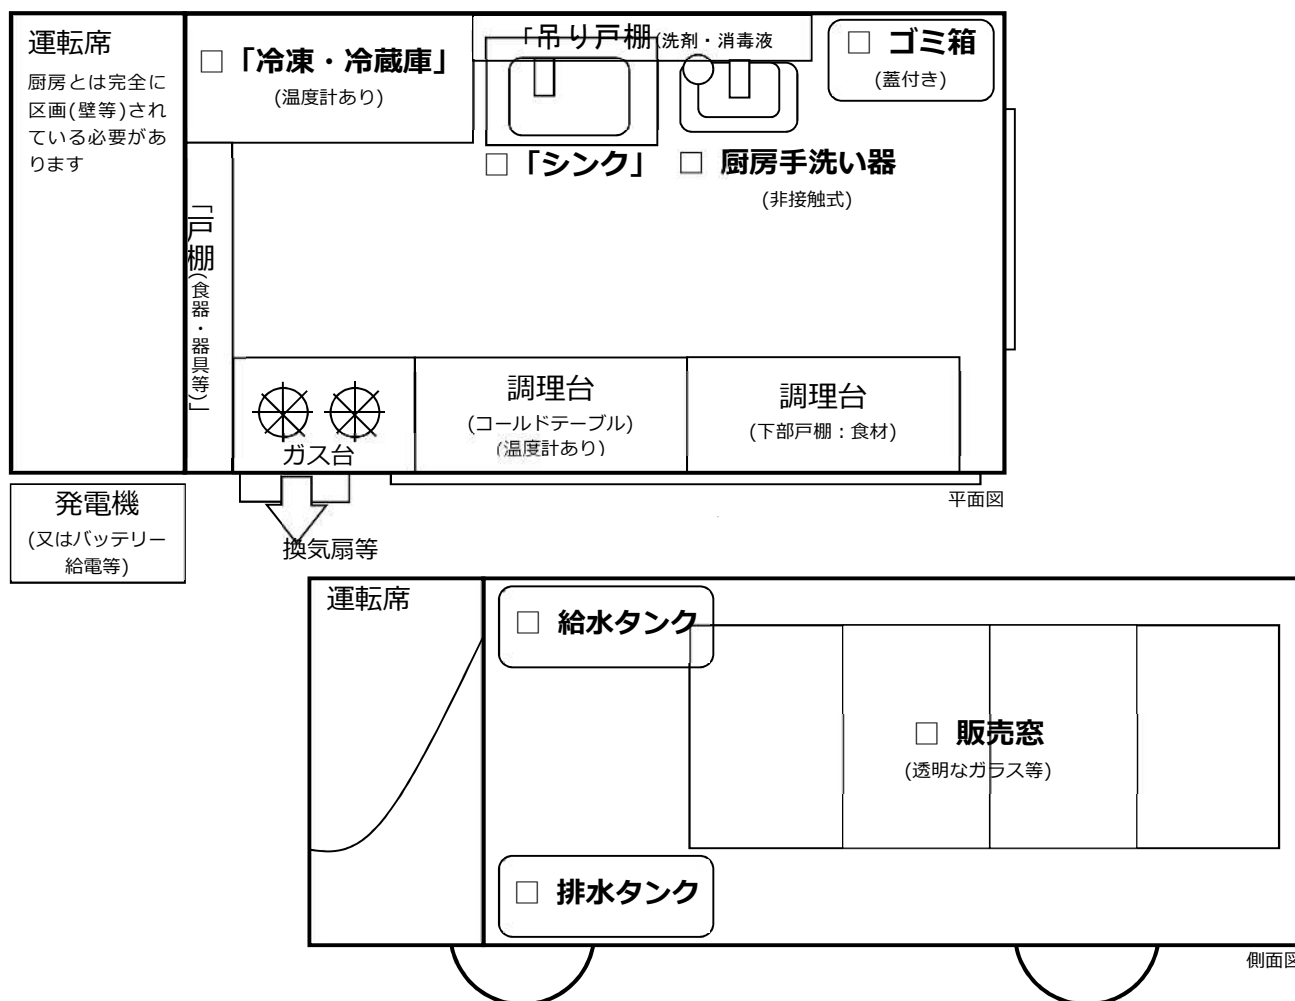 運転席
厨房とは完全に
区画(壁等)され
ている必要があ
ります
□ 「冷凍・冷蔵庫」
(温度計あり)
「吊り戸棚(洗剤・消毒液
□ ゴミ箱
(蓋付き)
□ 「シンク」
□ 厨房手洗い器
(非接触式)
「戸棚(食器・器具等)」
ガス台
調理台
(コールドテーブル)
(温度計あり)
調理台
(下部戸棚：食材)
平面図
発電機
(又はバッテリー
給電等)
換気扇等
運転席
□ 給水タンク
□ 販売窓
(透明なガラス等)
□ 排水タンク
側面図